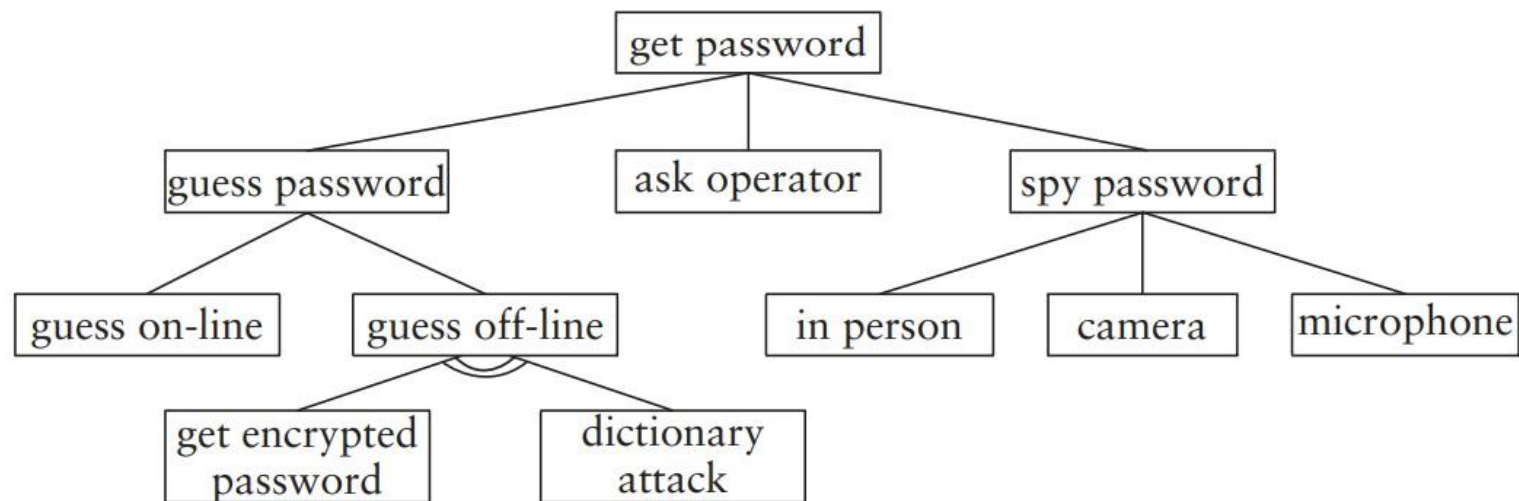 get password
guess password
ask operator
spy password
guess on-line
guess off-line
in person
camera
microphone
get encrypted
password
dictionary
attack